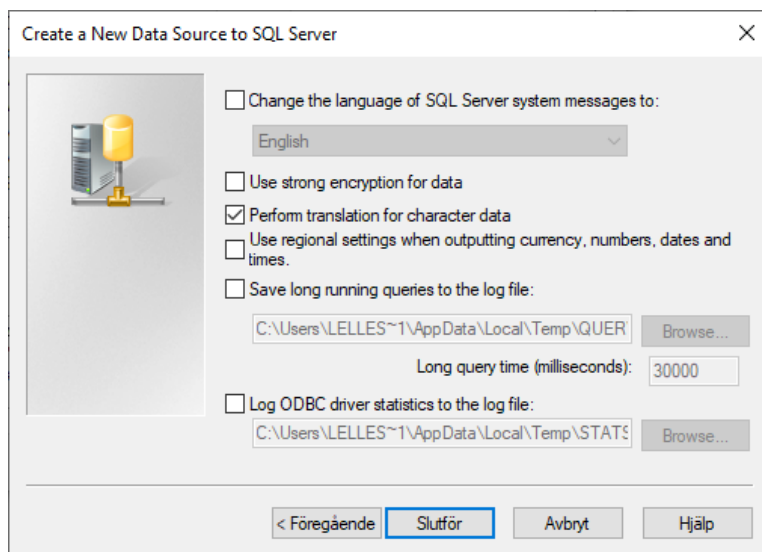 Create a New Data Source to SQL Server
Change the language of SQL Server system messages to:
English
Use strong encryption for data
Perform translation for character data
Use regional settings when outputting currency, numbers, dates and
times.
Save long running queries to the log file:
C:\Users\LELLES~1\AppData\Local\Temp\QUER Browse...
Long query time (milliseconds): 30000
Log ODBC driver statistics to the log file:
C:\Users\LELLES~1\AppData\Local\Temp\STATS Browse...
< Föregående Slutför Avbryt Hjälp